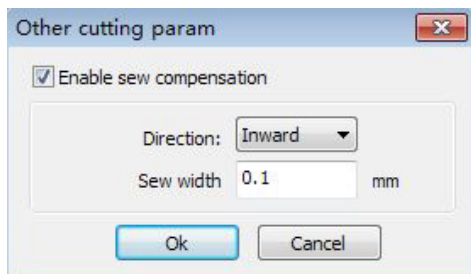 Other cutting param
Enable sew compensation
Direction: Inward
Sew width 0.1 mm
Ok Cancel